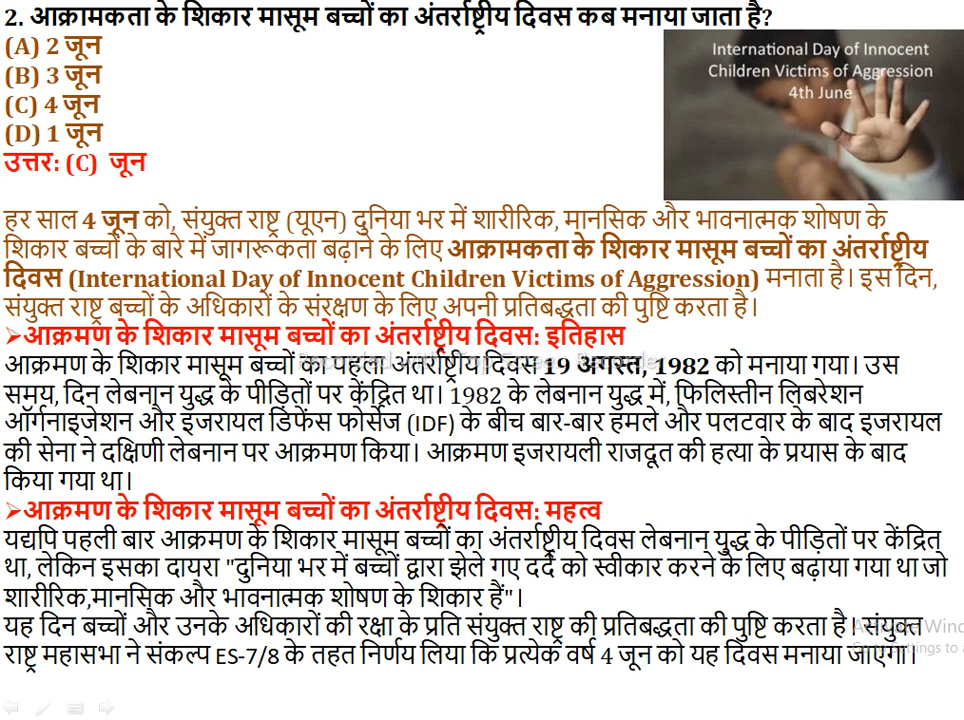 2. आक्रामकता के शिकार मासूम बच्चों का अंतर्राष्ट्रीय दिवस कब मनाया जाता है?
(A) 2 जून
(B) 3 जून
(C) 4 जून
(D) 1 जून
उत्तर: (C) जून
International Day of Innocent
Children Victims of Aggression
4th June
हर साल 4 जून को, संयुक्त राष्ट्र (यूएन) दुनिया भर में शारीरिक, मानसिक और भावनात्मक शोषण के
शिकार बच्चों के बारे में जागरूकता बढ़ाने के लिए आक्रामकता के शिकार मासूम बच्चों का अंतर्राष्ट्रीय
दिवस (International Day of Innocent Children Victims of Aggression) मनाता है। इस दिन,
संयुक्त राष्ट्र बच्चों के अधिकारों के संरक्षण के लिए अपनी प्रतिबद्धता की पुष्टि करता है।
➢आक्रमण के शिकार मासूम बच्चों का अंतर्राष्ट्रीय दिवस: इतिहास
आक्रमण के शिकार मासूम बच्चों का पहला अंतर्राष्ट्रीय दिवस 19 अगस्त, 1982 को मनाया गया। उस
समय, दिन लेबनान युद्ध के पीड़ितों पर केंद्रित था। 1982 के लेबनान युद्ध में, फिलिस्तीन लिबरेशन
ऑर्गनाइजेशन और इजरायल डिफेंस फोर्सेज (IDF) के बीच बार-बार हमले और पलटवार के बाद इजरायल
की सेना ने दक्षिणी लेबनान पर आक्रमण किया। आक्रमण इजरायली राजदूत की हत्या के प्रयास के बाद
किया गया था।
➢आक्रमण के शिकार मासूम बच्चों का अंतर्राष्ट्रीय दिवस: महत्व
यद्यपि पहली बार आक्रमण के शिकार मासूम बच्चों का अंतर्राष्ट्रीय दिवस लेबनान युद्ध के पीड़ितों पर केंद्रित
था, लेकिन इसका दायरा "दुनिया भर में बच्चों द्वारा झेले गए दर्द को स्वीकार करने के लिए बढ़ाया गया था जो
शारीरिक,मानसिक और भावनात्मक शोषण के शिकार हैं"।
यह दिन बच्चों और उनके अधिकारों की रक्षा के प्रति संयुक्त राष्ट्र की प्रतिबद्धता की पुष्टि करता है। संयुक्त
राष्ट्र महासभा ने संकल्प ES-7/8 के तहत निर्णय लिया कि प्रत्येक वर्ष 4 जून को यह दिवस मनाया जाएगा।